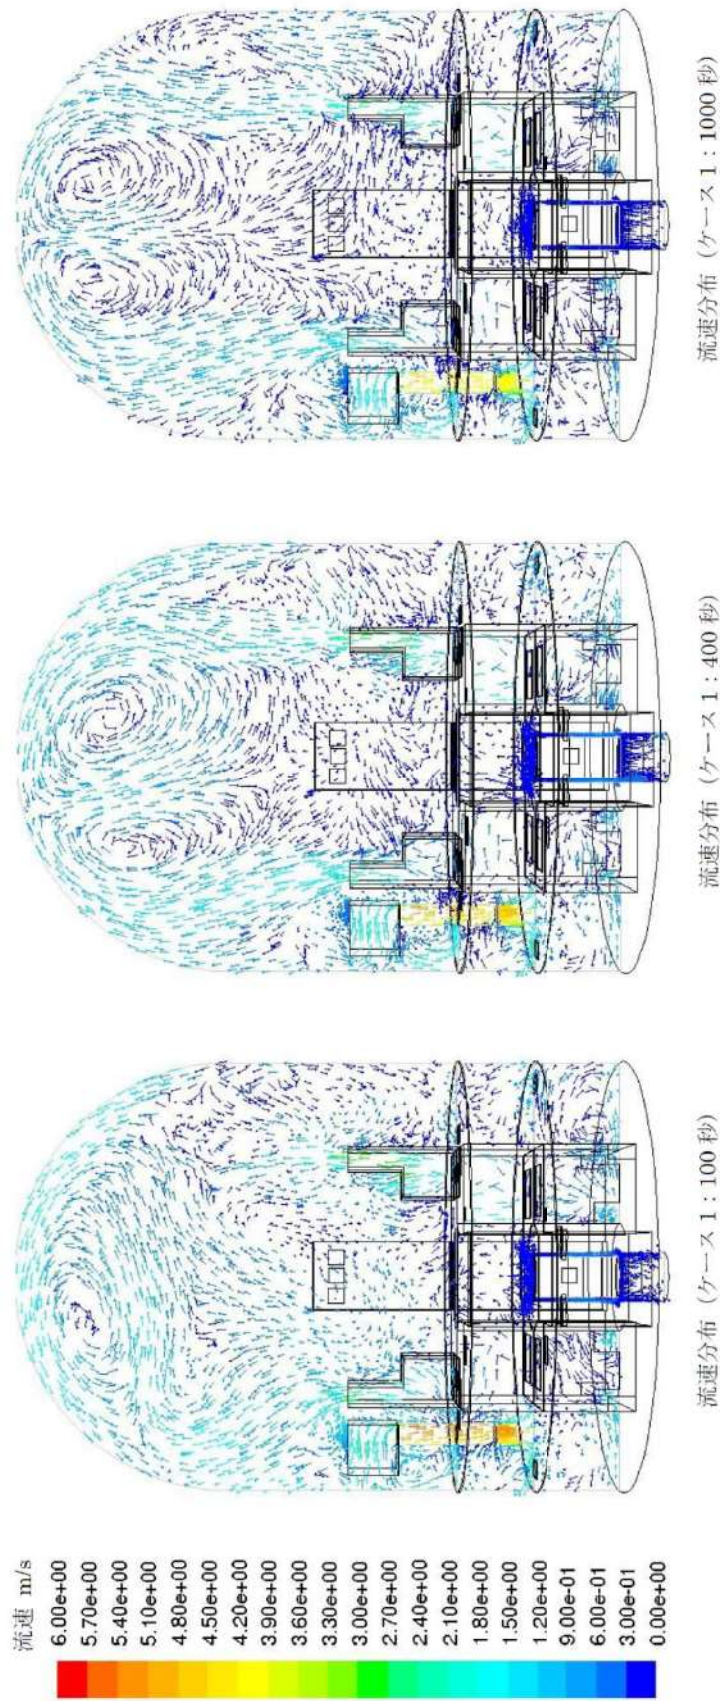 流速 m/s
6.00e+00
5.70e+00
5.40e+00
5.10e+00
4.80e+00
4.50e+00
4.20e+00
3.90e+00
3.60e+00
3.30e+00
3.00e+00
2.70e+00
2.40e+00
2.10e+00
1.80e+00
1.50e+00
1.20e+00
9.00e-01
6.00e-01
3.00e-01
0.00e+00
流速分布(ケース1:100秒)
流速分布(ケース1:400秒)
流速分布(ケース1:1000秒)